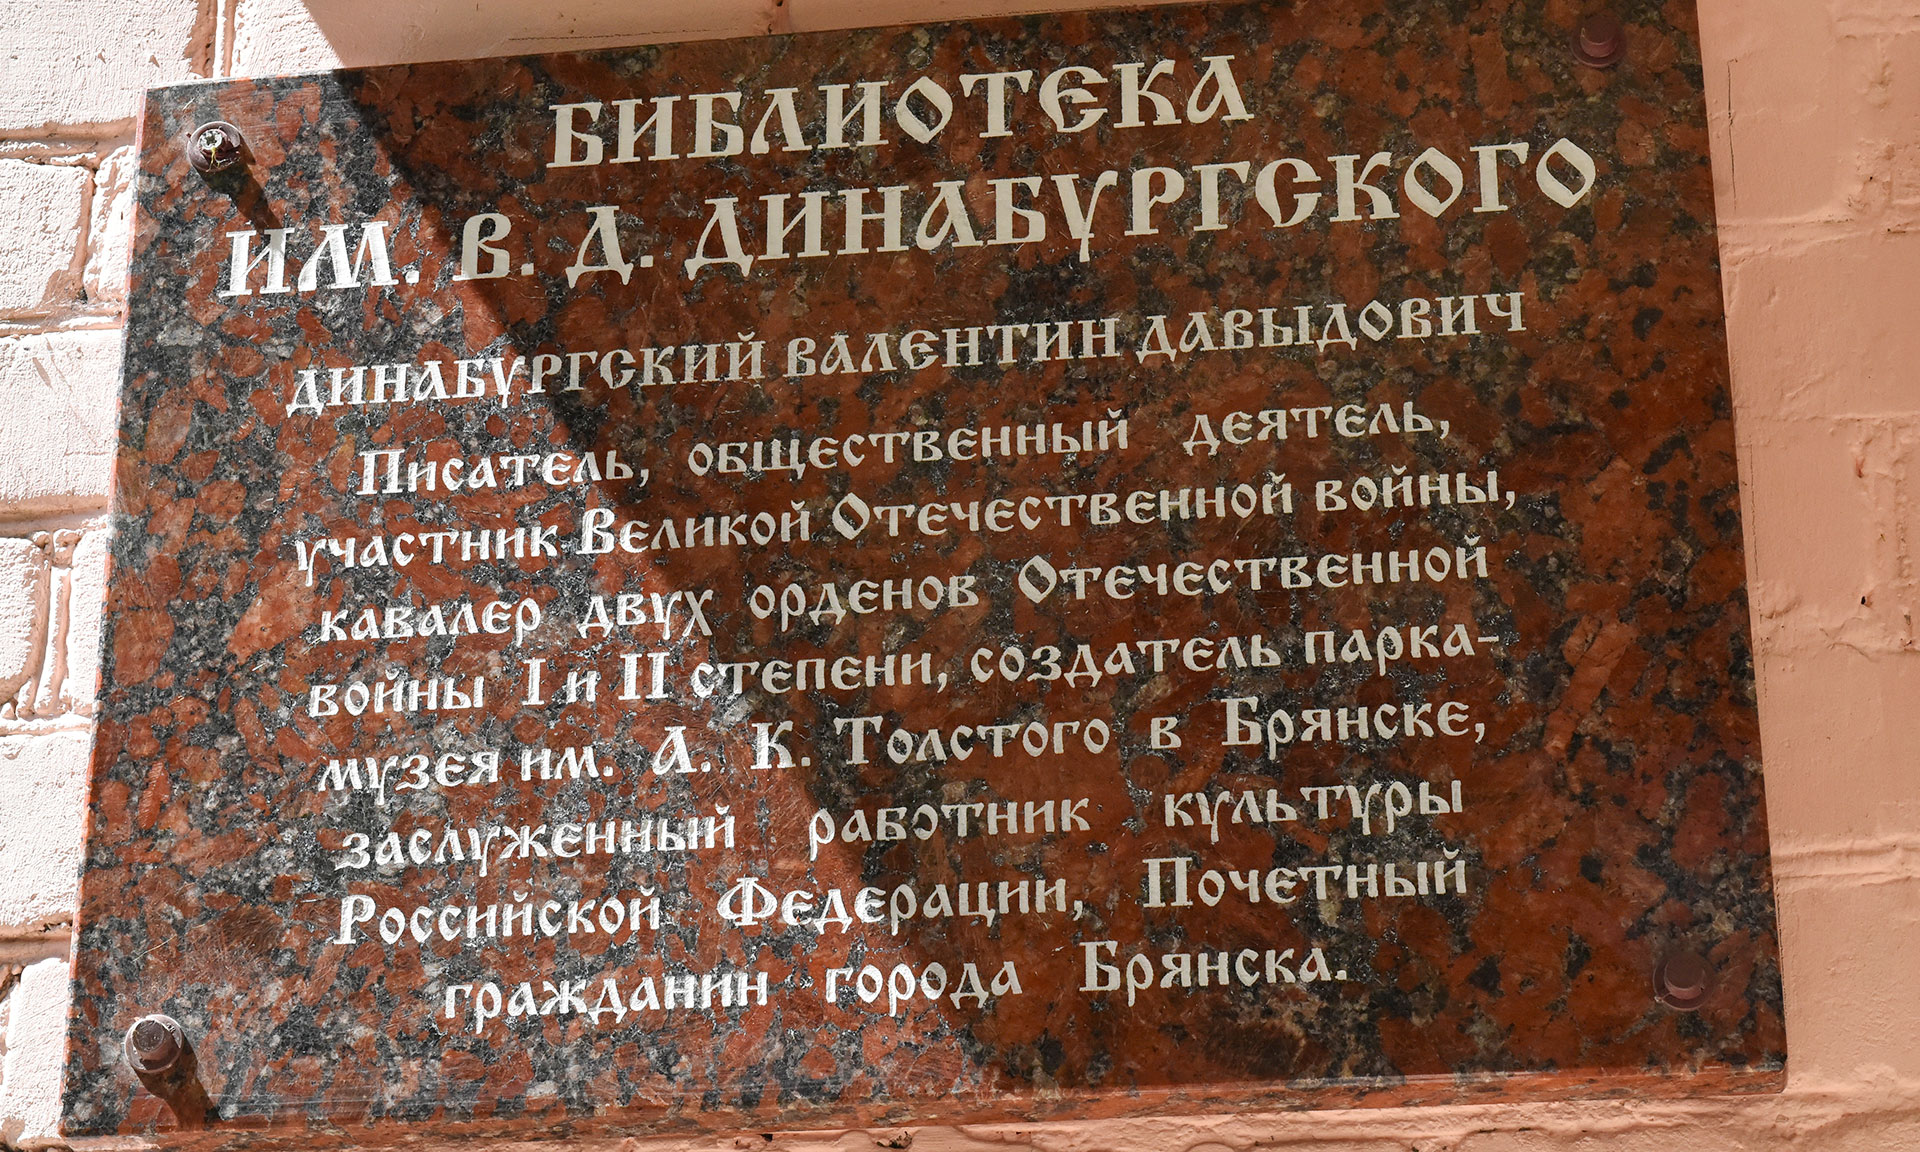 БИБЛИОТЕКА
ИМ. В. Д. ДИНАБУРГСКОГО
ДИНАБУРГСКИЙ ВАЛЕНТИН ДАВЫДОВИЧ
Писатель, общественный деятель,
участник Великой Отечественной войны,
кавалер двух орденов Отечественной
войны I и II степени, создатель парка-
музея им. А. К. Толстого в Брянске,
заслуженный работник культуры
Российской Федерации, Почетный
гражданин города Брянска.